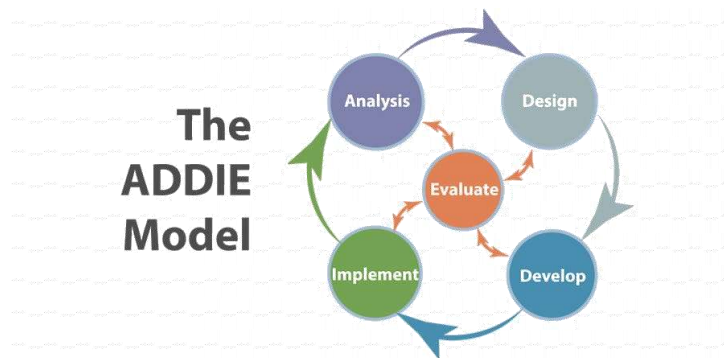 The
ADDIE
Model
Analysis
Design
Evaluate
Implement
Develop